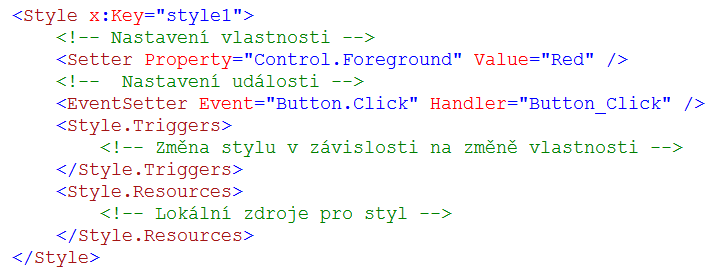 <Style x:Key="style1">
<!-- Nastavení vlastnosti -->
<Setter Property="Control.Foreground" Value="Red" />
<!--  Nastavení události -->
<EventSetter Event="Button.Click" Handler="Button_Click" />
<Style.Triggers>
<!-- Změna stylu v závislosti na změně vlastnosti -->
</Style.Triggers>
<Style.Resources>
<!-- Lokální zdroje pro styl -->
</Style.Resources>
</Style>